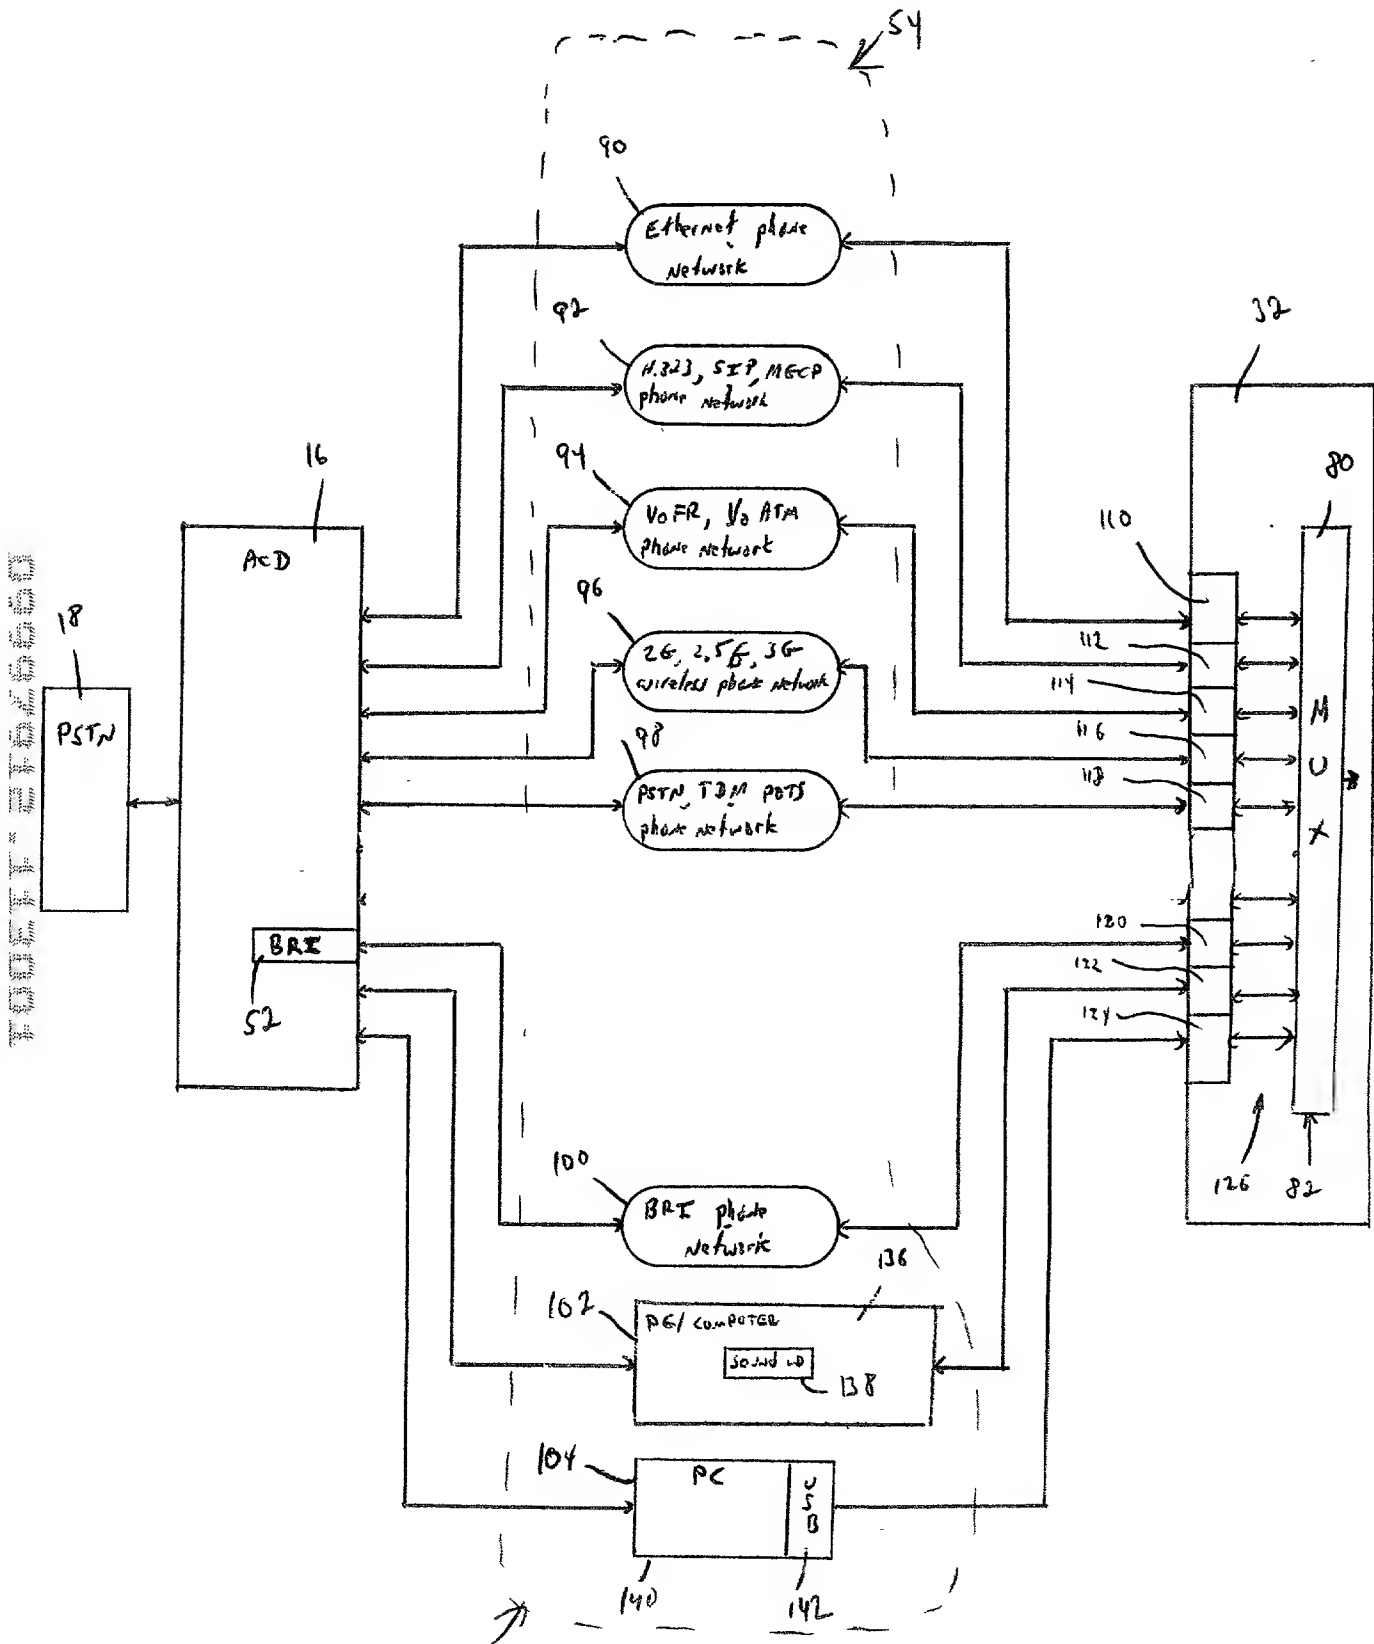 54
90
Ethernet phone
Network
92
H.323, SIP, MGCP
phone Network
32
94
16
80
VoFR, Vo ATM
phone Network
110
ACD
96
18
112
2G, 2.5G, 3G
wireless phone Network
114
PSTN
116
M
U
X
98
118
PSTN, TDM, POTS
phone Network
120
BRI
122
52
124
100
126
82
BRI phone
Network
136
102
PC/COMPUTER
138
104
PC
USB
140
142